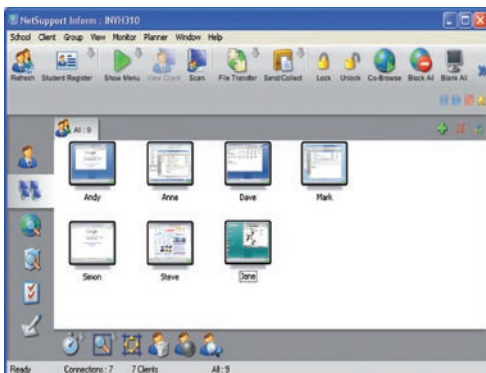 NetSupport Inform : INVH310
School Client Group View Monitor Planner Window Help
Refresh Student Register Show Menu View Client Scan File Transfer Send/Collect Lock Unlock Co-Browse Block All Blank All
All : 9
Andy Anne Dave Mark
Simon Steve Jane
Ready Connections : 7 7 Clients All : 9